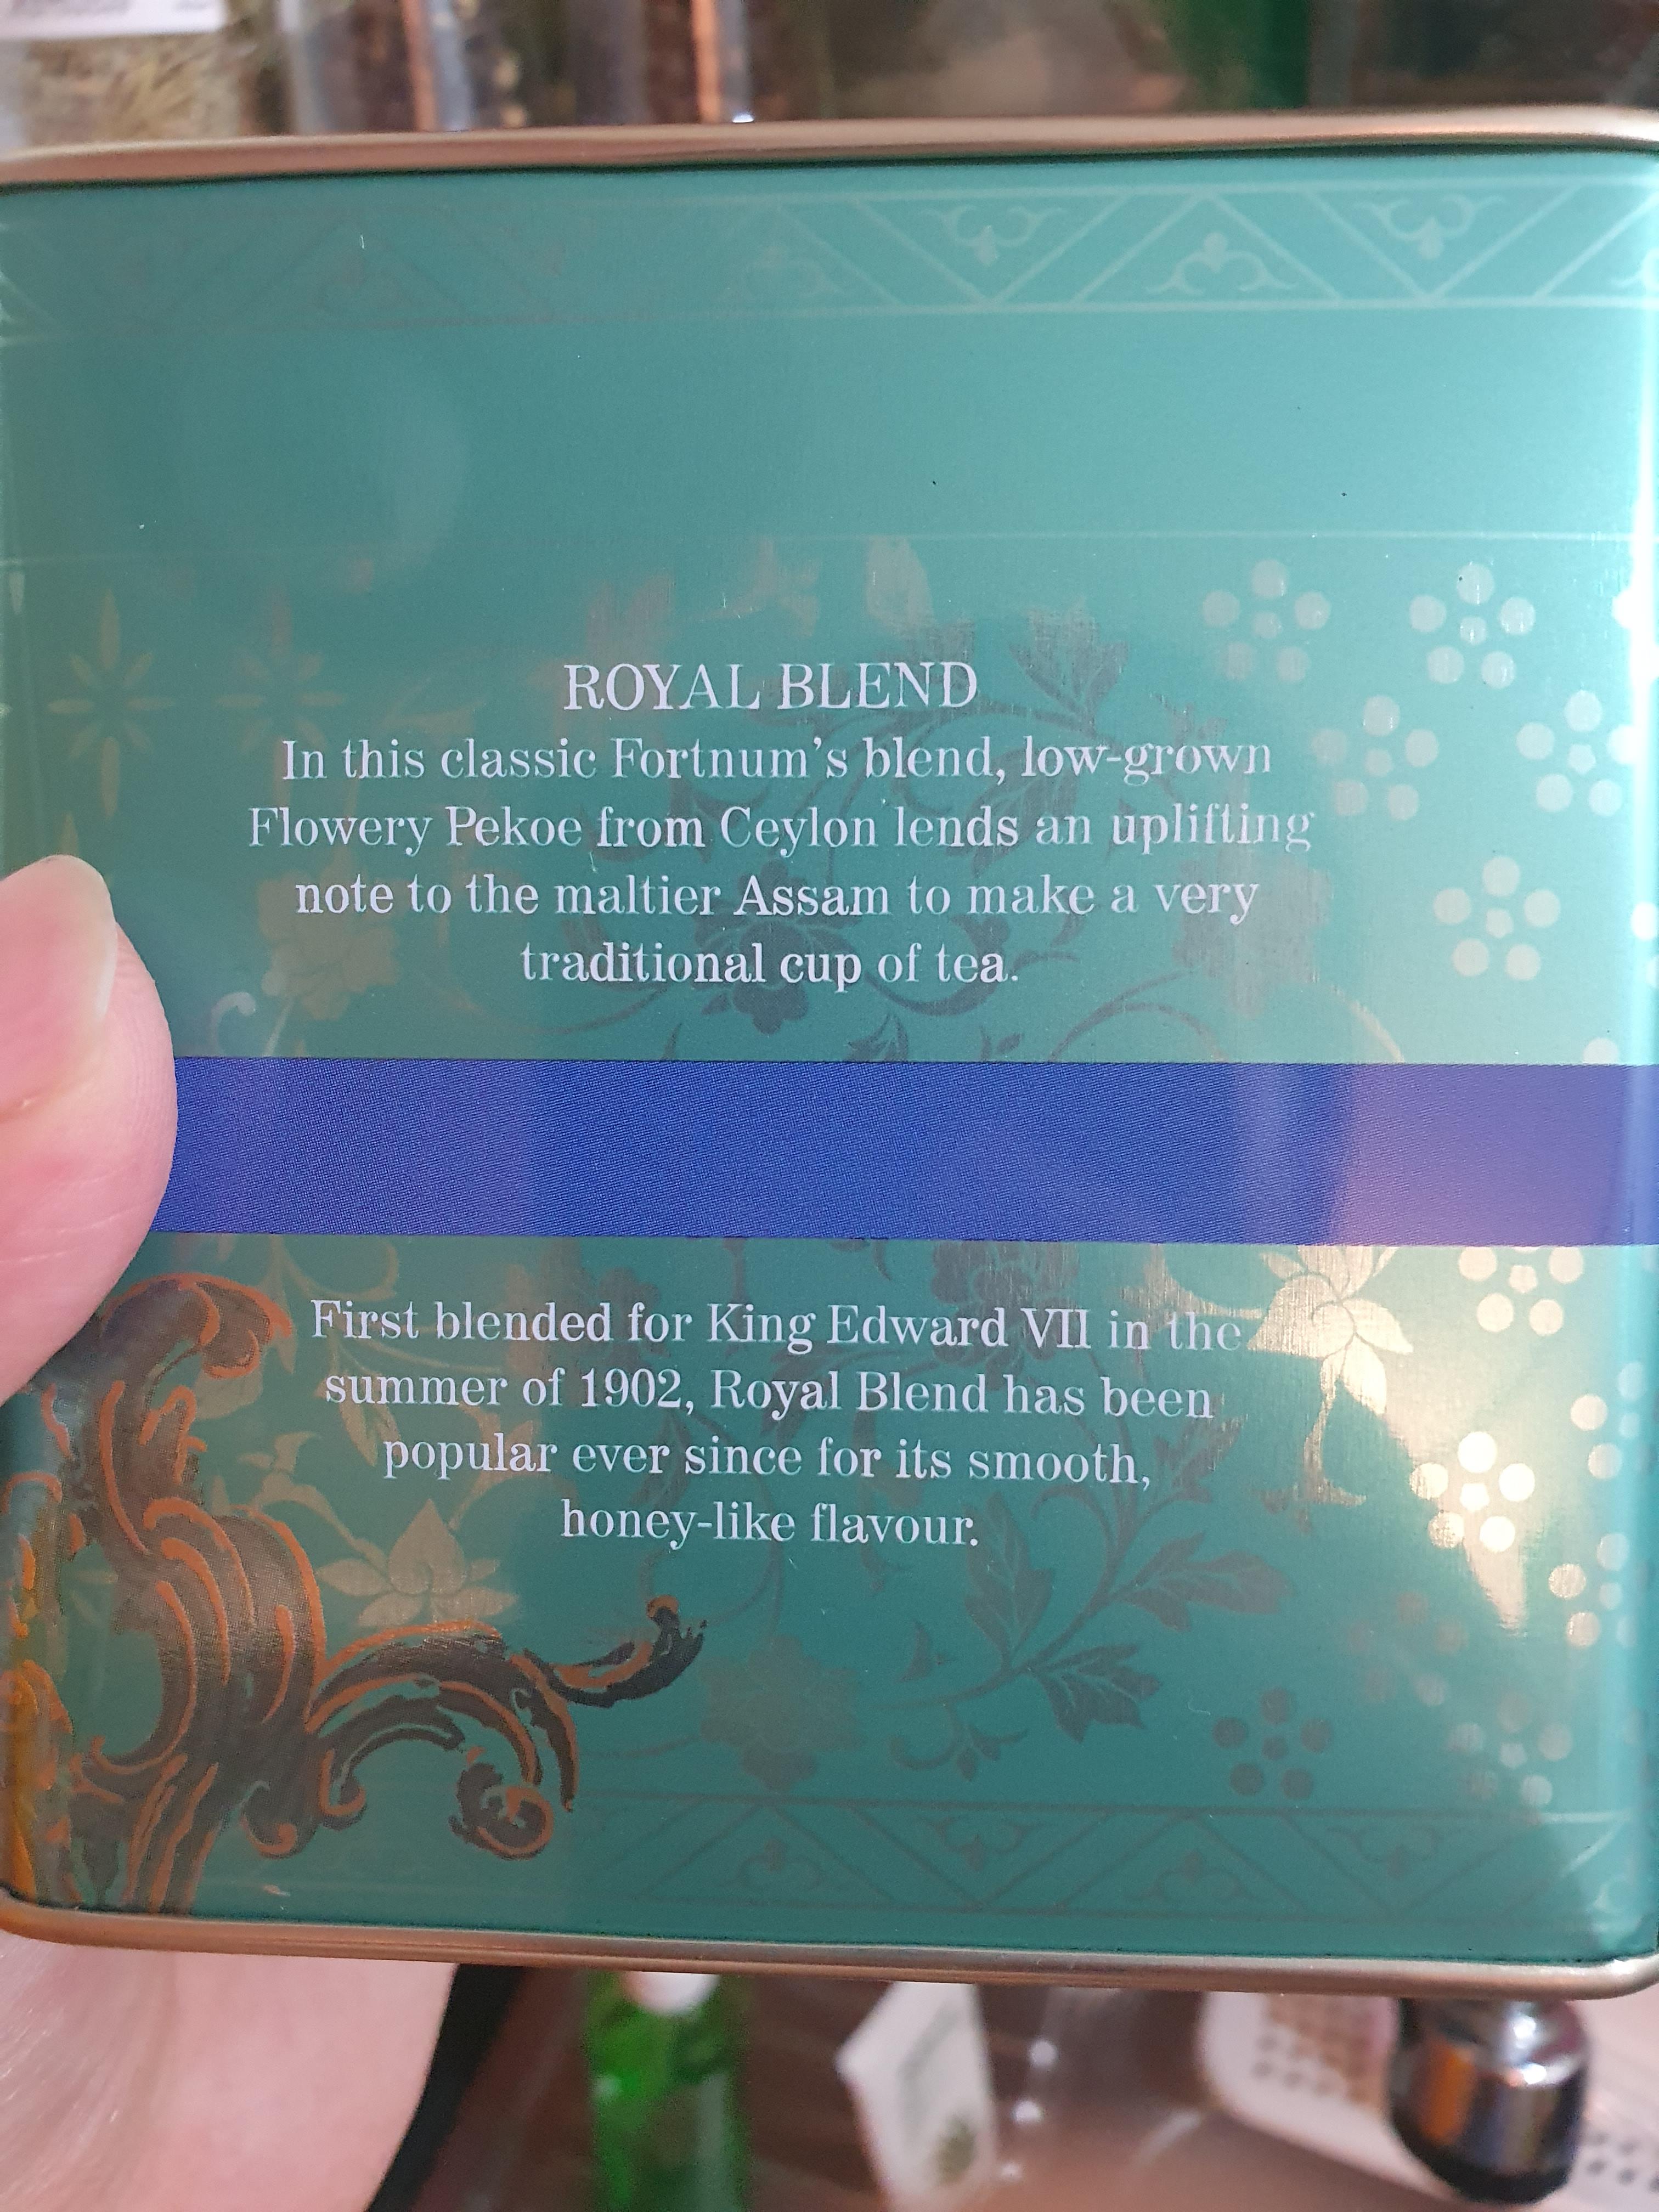 ROYAL BLEND
In this classic Fortnum's blend, low-grown
Flowery Pekoe from Ceylon lends an uplifting
note to the maltier Assam to make a very
traditional cup of tea.
First blended for King Edward VII in the
summer of 1902, Royal Blend has been
popular ever since for its smooth,
honey-like flavour.